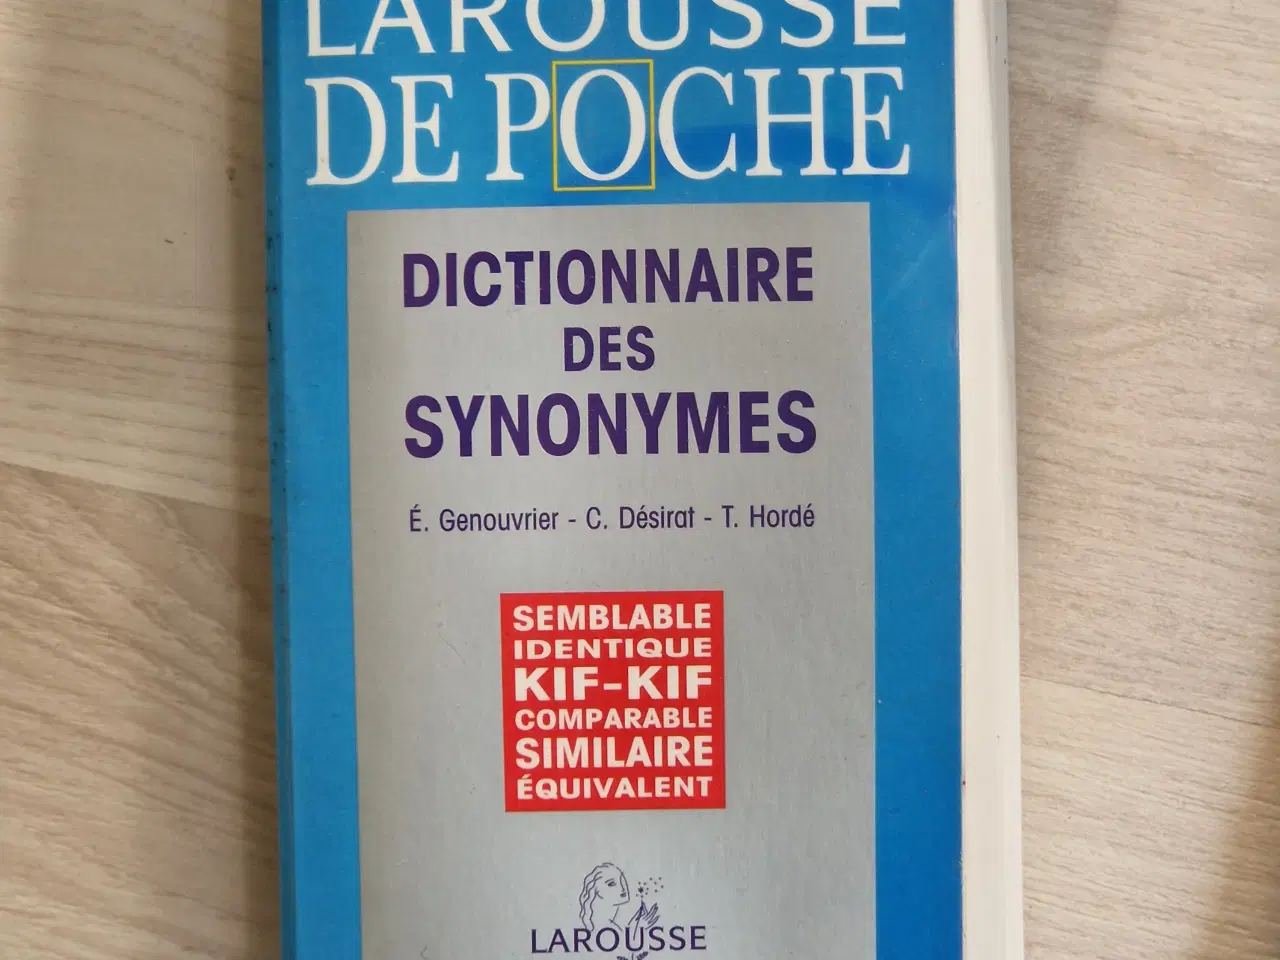 LAROUSSE
DE POCHE
DICTIONNAIRE
DES
SYNONYMES
É. Genouvrier - C. Désirat - T. Hordé
SEMBLABLE
IDENTIQUE
KIF-KIF
COMPARABLE
SIMILAIRE
ÉQUIVALENT
LAROUSSE